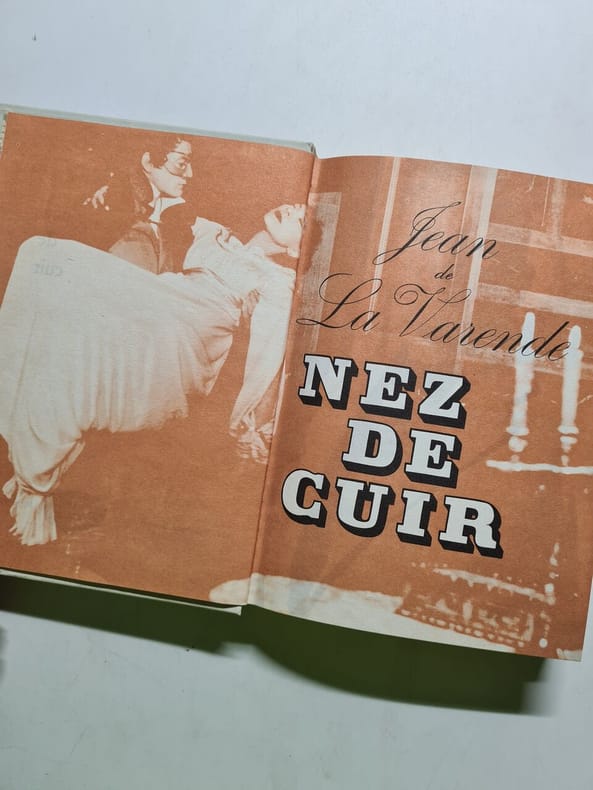 Jean
de
La Varende
NEZ
DE
CUIR